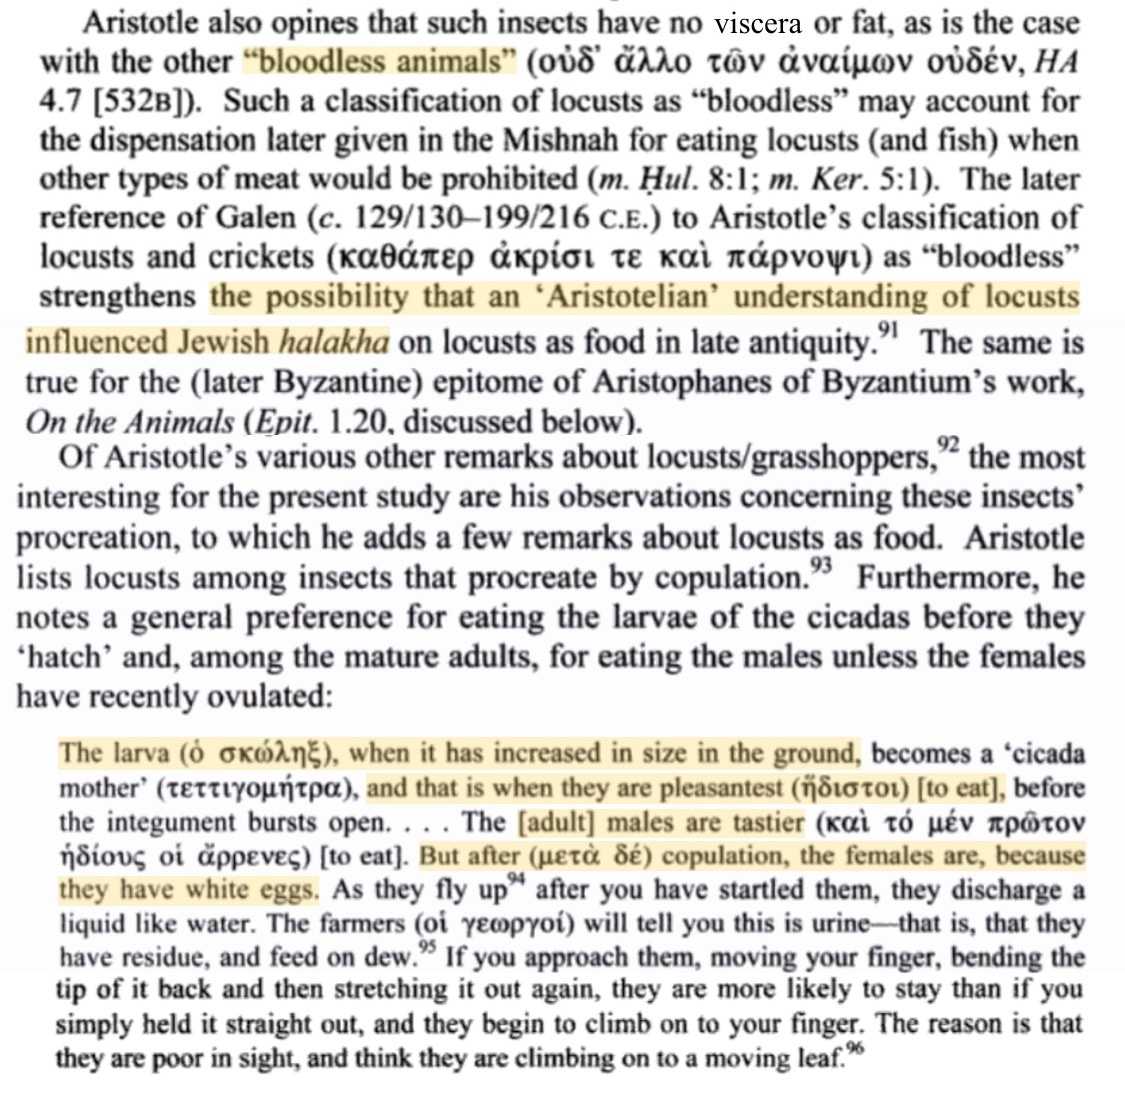 Aristotle also opines that such insects have no viscera or fat, as is the case
with the other “bloodless animals” (οὐδ’ ἄλλο τῶν ἀναίμων οὐδέν, HA
4.7 [532B]). Such a classification of locusts as “bloodless” may account for
the dispensation later given in the Mishnah for eating locusts (and fish) when
other types of meat would be prohibited (m. Ḥul. 8:1; m. Ker. 5:1). The later
reference of Galen (c. 129/130–199/216 C.E.) to Aristotle’s classification of
locusts and crickets (καθάπερ ἀκρίσι τε καὶ πάρνοψι) as “bloodless”
strengthens the possibility that an ‘Aristotelian’ understanding of locusts
influenced Jewish halakha on locusts as food in late antiquity.91 The same is
true for the (later Byzantine) epitome of Aristophanes of Byzantium’s work,
On the Animals (Epit. 1.20, discussed below).
Of Aristotle’s various other remarks about locusts/grasshoppers,92 the most
interesting for the present study are his observations concerning these insects’
procreation, to which he adds a few remarks about locusts as food. Aristotle
lists locusts among insects that procreate by copulation.93 Furthermore, he
notes a general preference for eating the larvae of the cicadas before they
‘hatch’ and, among the mature adults, for eating the males unless the females
have recently ovulated:
The larva (ὁ σκώληξ), when it has increased in size in the ground, becomes a ‘cicada
mother’ (τεττιγομήτρα), and that is when they are pleasantest (ἥδιστοι) [to eat], before
the integument bursts open. . . . The [adult] males are tastier (καὶ τό μέν πρῶτον
ἡδίους οἱ ἄρρενες) [to eat]. But after (μετὰ δέ) copulation, the females are, because
they have white eggs. As they fly up94 after you have startled them, they discharge a
liquid like water. The farmers (οἱ γεωργοί) will tell you this is urine—that is, that they
have residue, and feed on dew.95 If you approach them, moving your finger, bending the
tip of it back and then stretching it out again, they are more likely to stay than if you
simply held it straight out, and they begin to climb on to your finger. The reason is that
they are poor in sight, and think they are climbing on to a moving leaf.96